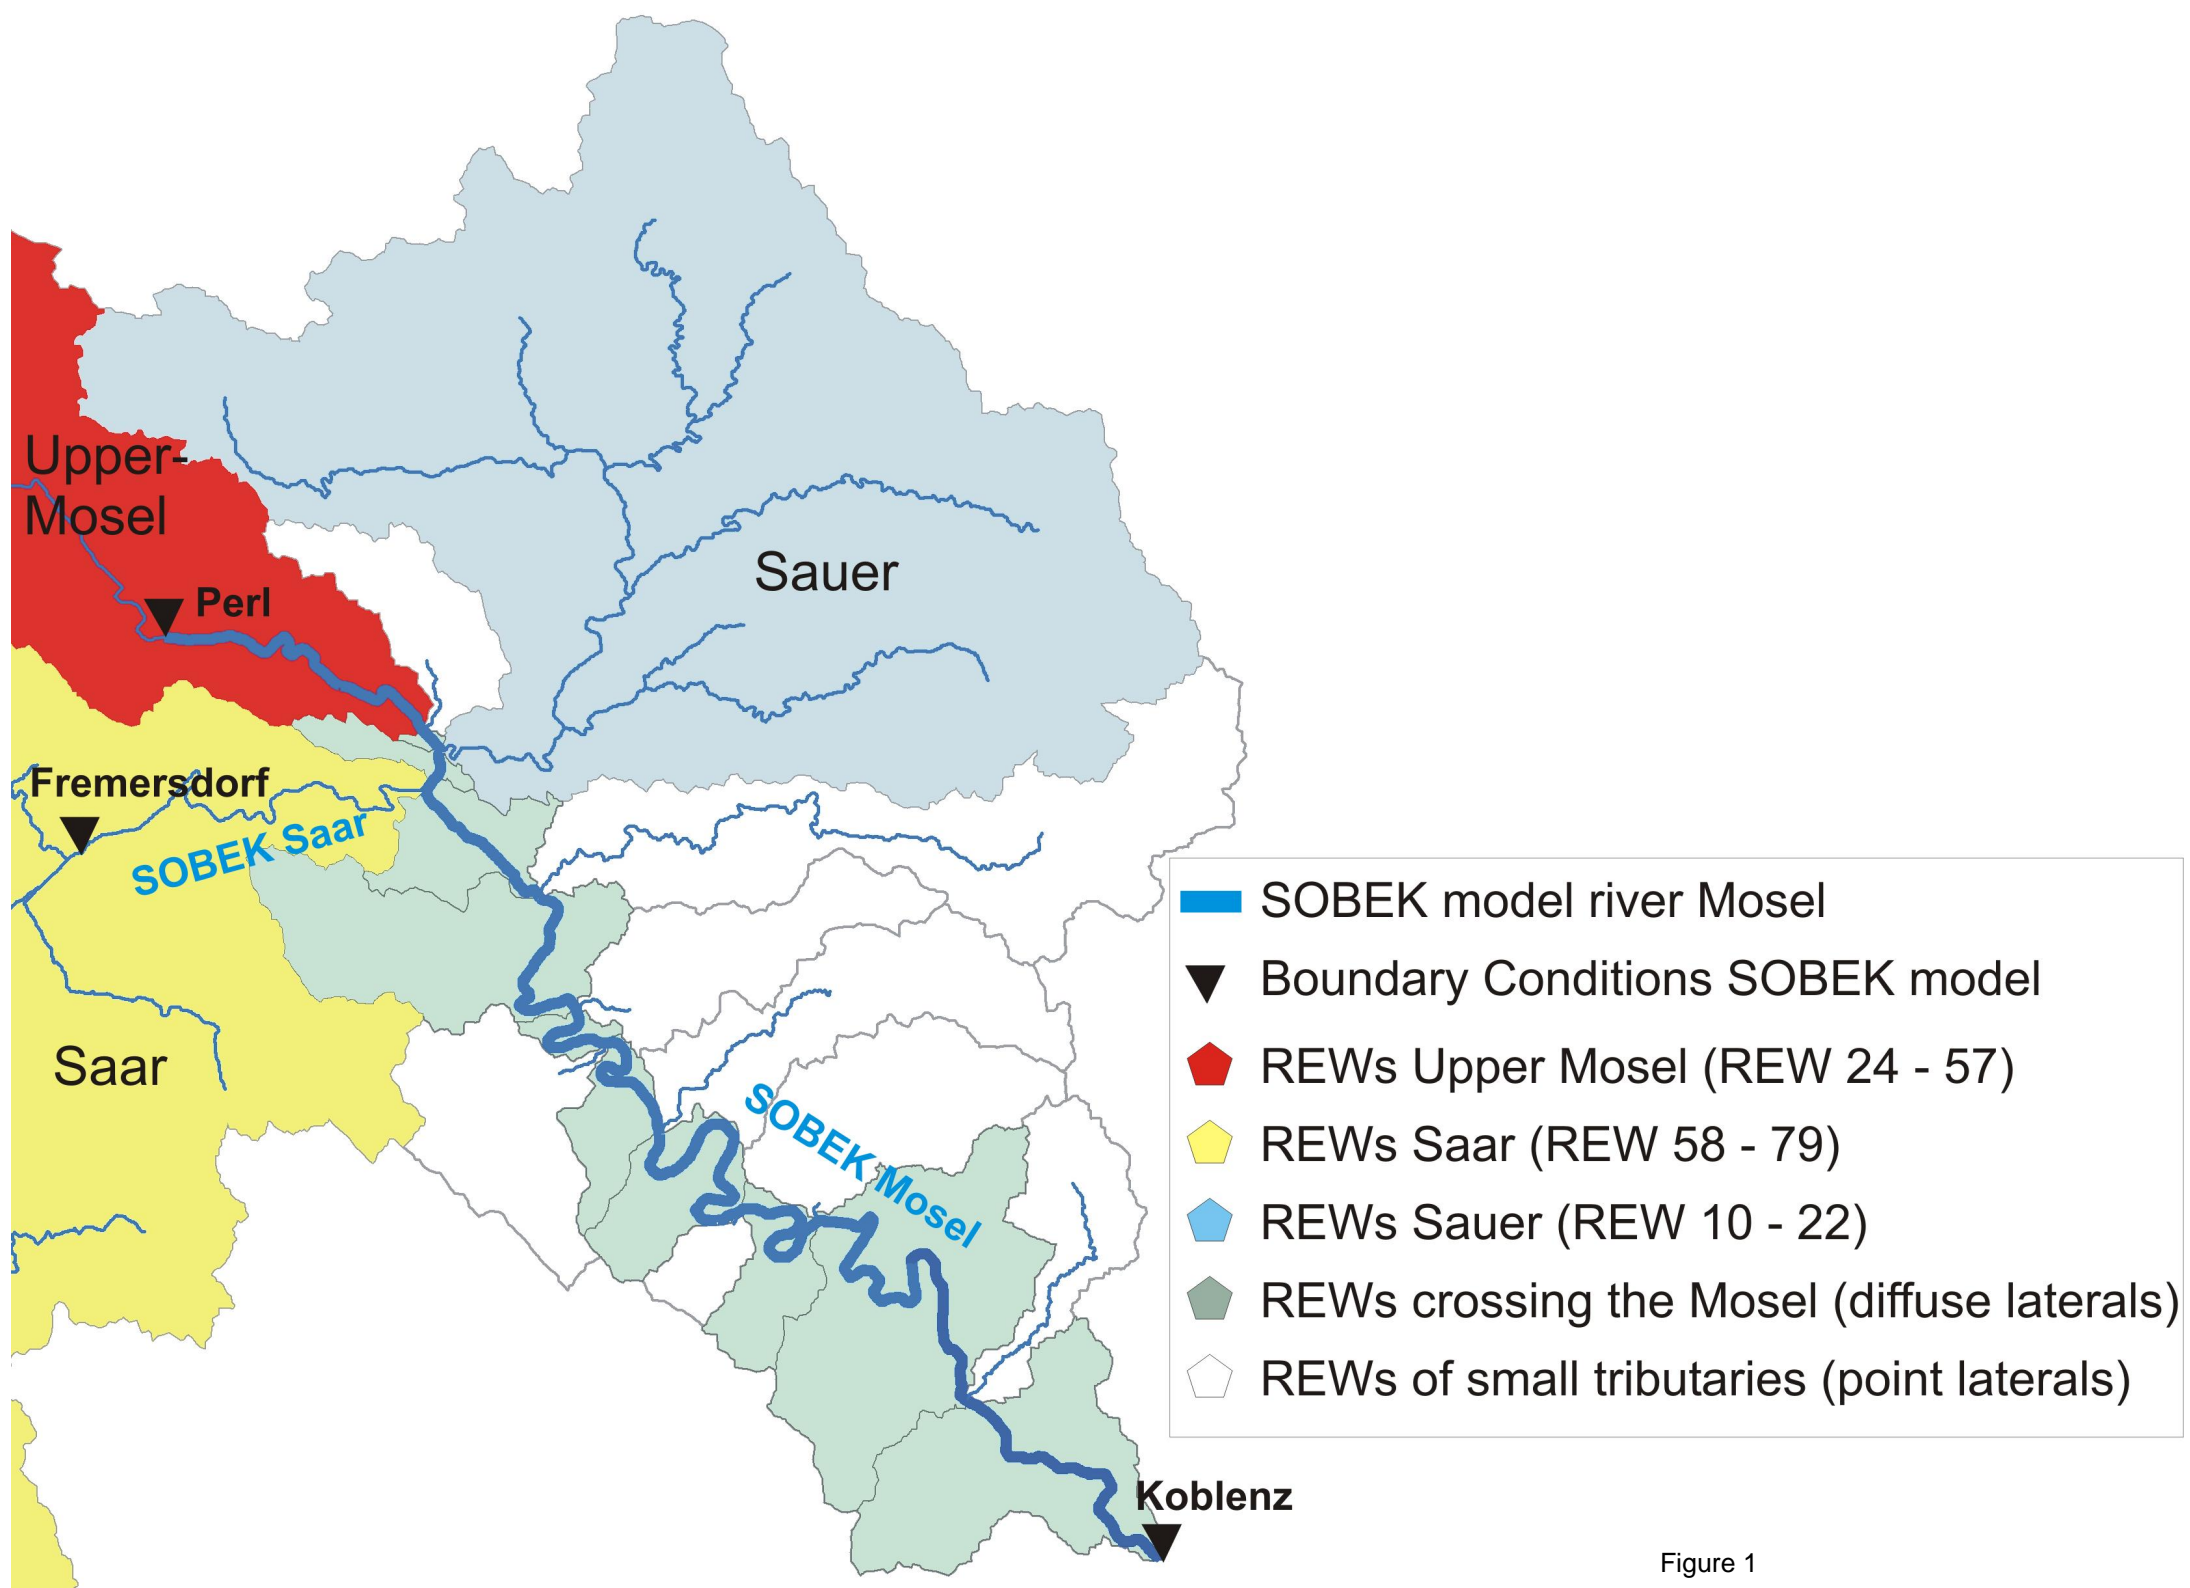 Upper-
Mosel
Perl
Sauer
Fremersdorf
SOBEK Saar
Saar
SOBEK Mosel
Koblenz
SOBEK model river Mosel
Boundary Conditions SOBEK model
REWs Upper Mosel (REW 24 - 57)
REWs Saar (REW 58 - 79)
REWs Sauer (REW 10 - 22)
REWs crossing the Mosel (diffuse laterals)
REWs of small tributaries (point laterals)
Figure 1